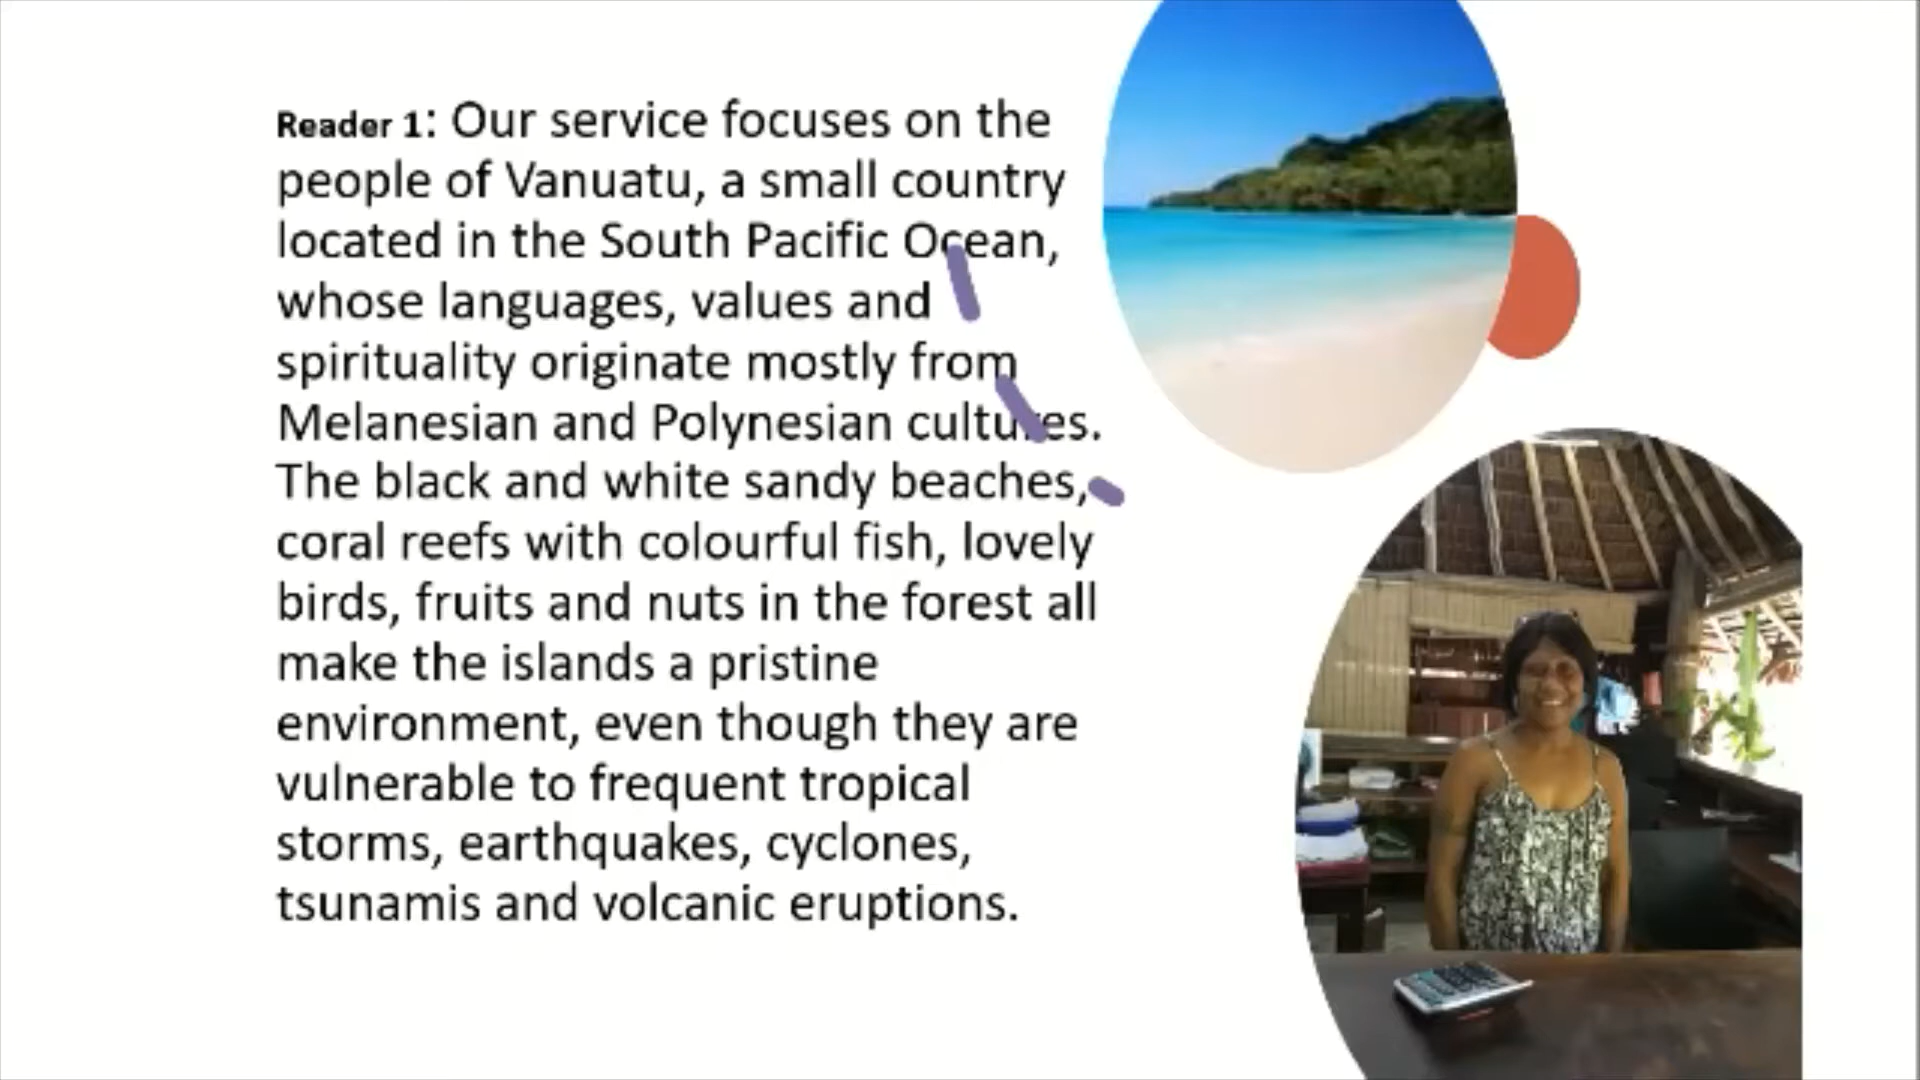 Reader 1: Our service focuses on the
people of Vanuatu, a small country
located in the South Pacific Ocean,
whose languages, values and
spirituality originate mostly from
Melanesian and Polynesian cultures.
The black and white sandy beaches,
coral reefs with colourful fish, lovely
birds, fruits and nuts in the forest all
make the islands a pristine
environment, even though they are
vulnerable to frequent tropical
storms, earthquakes, cyclones,
tsunamis and volcanic eruptions.